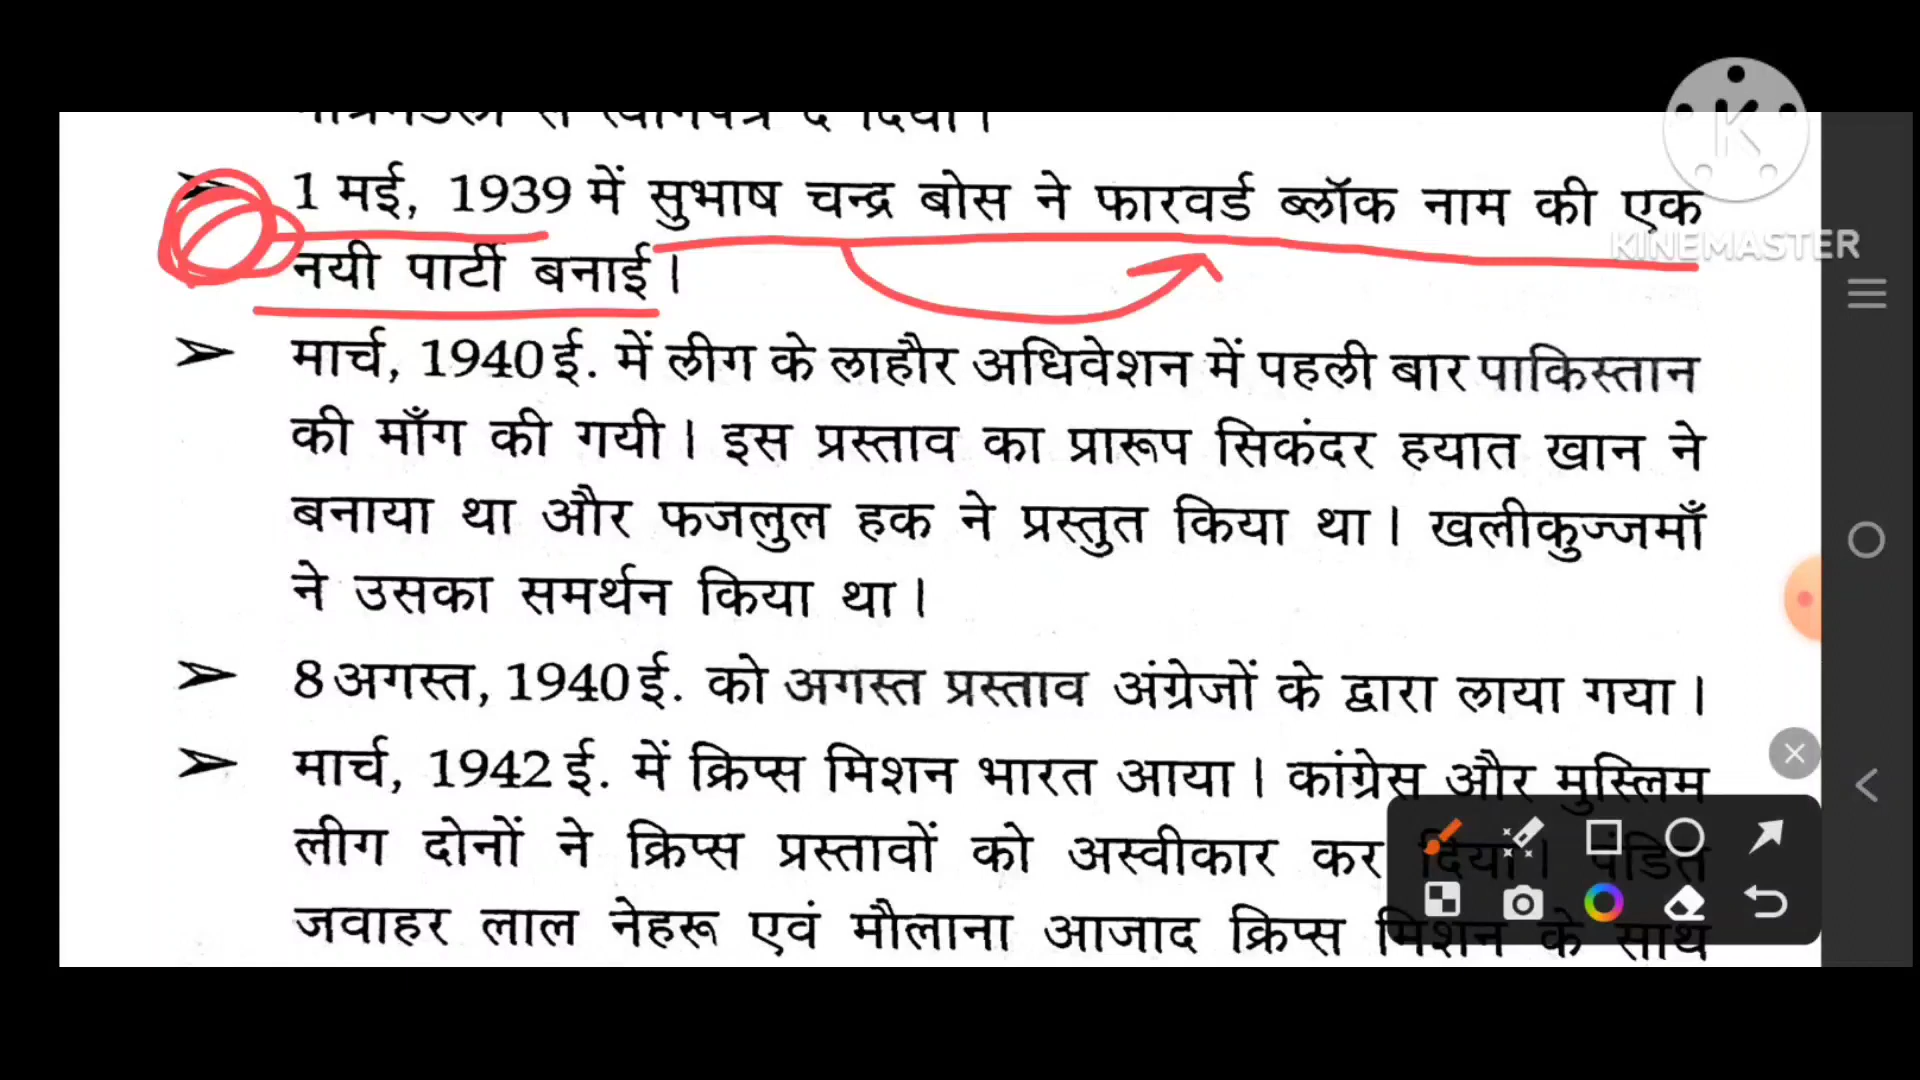 से त्यागपत्र दे दिया।
1 मई, 1939 में सुभाष चन्द्र बोस ने फारवर्ड ब्लॉक नाम की एक
नयी पार्टी बनाई।
मार्च, 1940 ई. में लीग के लाहौर अधिवेशन में पहली बार पाकिस्तान
की माँग की गयी। इस प्रस्ताव का प्रारूप सिकंदर हयात खान ने
बनाया था और फजलुल हक ने प्रस्तुत किया था। खलीकुज्जमाँ
ने उसका समर्थन किया था।
8 अगस्त, 1940 ई. को अगस्त प्रस्ताव अंग्रेजों के द्वारा लाया गया।
मार्च, 1942 ई. में क्रिप्स मिशन भारत आया। कांग्रेस और मुस्लिम
लीग दोनों ने क्रिप्स प्रस्तावों को अस्वीकार कर दिया। पंडित
जवाहर लाल नेहरू एवं मौलाना आजाद क्रिप्स मिशन के साथ
K
KINEMASTER